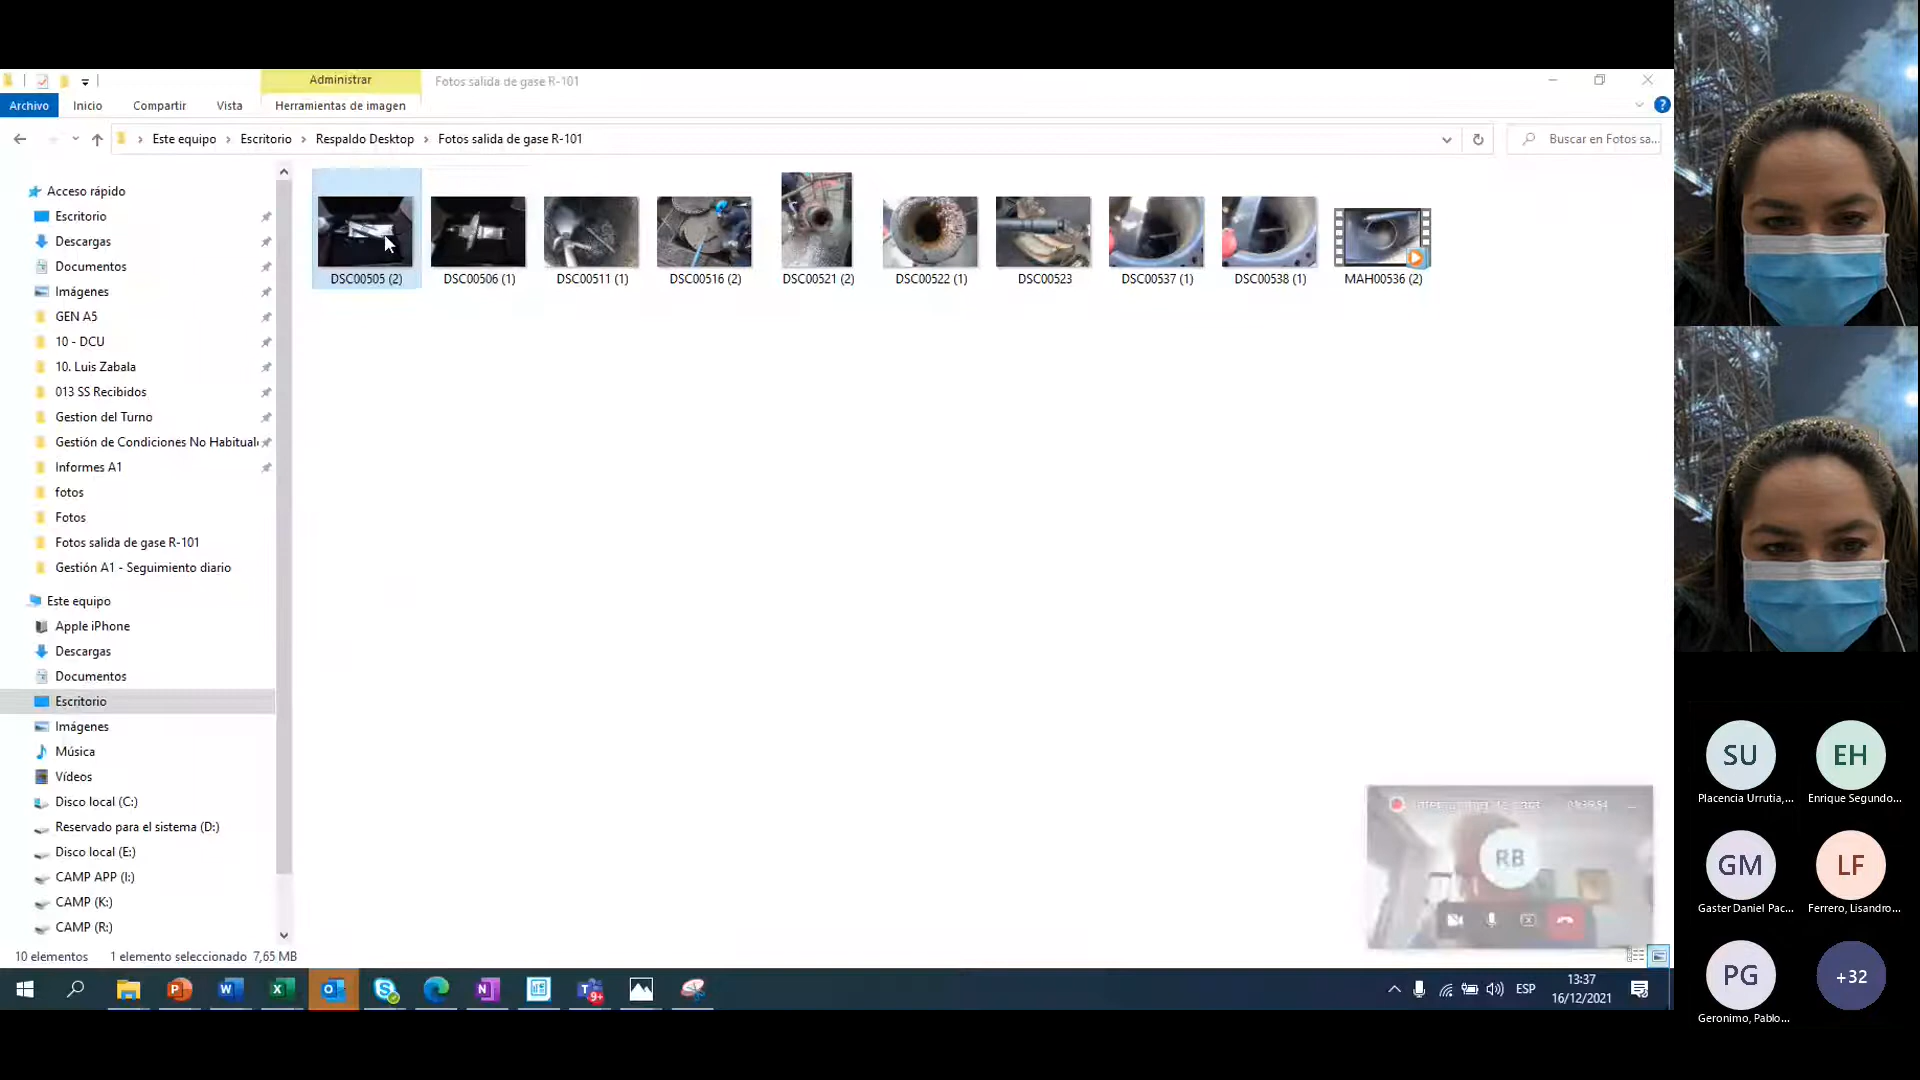 Administrar
Fotos salida de gase R-101
Archivo
Inicio
Compartir
Vista
Herramientas de imagen
Este equipo
Escritorio
Respaldo Desktop
Fotos salida de gase R-101
Buscar en Fotos sa...
Acceso rápido
Escritorio
Descargas
Documentos
Imágenes
GEN A5
10 - DCU
10. Luis Zabala
013 SS Recibidos
Gestion del Turno
Gestión de Condiciones No Habitual
Informes A1
fotos
Fotos
Fotos salida de gase R-101
Gestión A1 - Seguimiento diario
Este equipo
Apple iPhone
Descargas
Documentos
Escritorio
Imágenes
Música
Vídeos
Disco local (C:)
Reservado para el sistema (D:)
Disco local (E:)
CAMP APP (I:)
CAMP (K:)
CAMP (R:)
DSC00505 (2)
DSC00506 (1)
DSC00511 (1)
DSC00516 (2)
DSC00521 (2)
DSC00522 (1)
DSC00523
DSC00537 (1)
DSC00538 (1)
MAH00536 (2)
RB
10 elementos
1 elemento seleccionado 7,65 MB
9+
ESP
13:37
16/12/2021
SU
Placencia Urrutia,...
EH
Enrique Segundo...
GM
Gaster Daniel Pac...
LF
Ferrero, Lisandro...
PG
Geronimo, Pablo...
+32